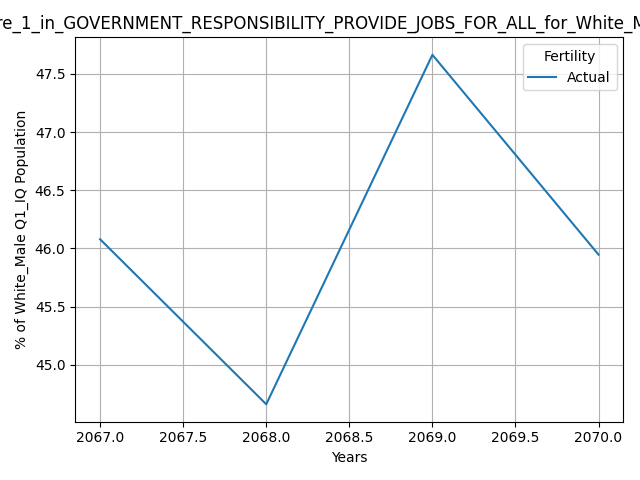 re_1_in_GOVERNMENT_RESPONSIBILITY_PROVIDE_JOBS_FOR_ALL_for_White_M
Fertility
Actual
47.5
47.0
46.5
46.0
45.5
45.0
% of White_Male Q1_IQ Population
2067.0 2067.5 2068.0 2068.5 2069.0 2069.5 2070.0
Years